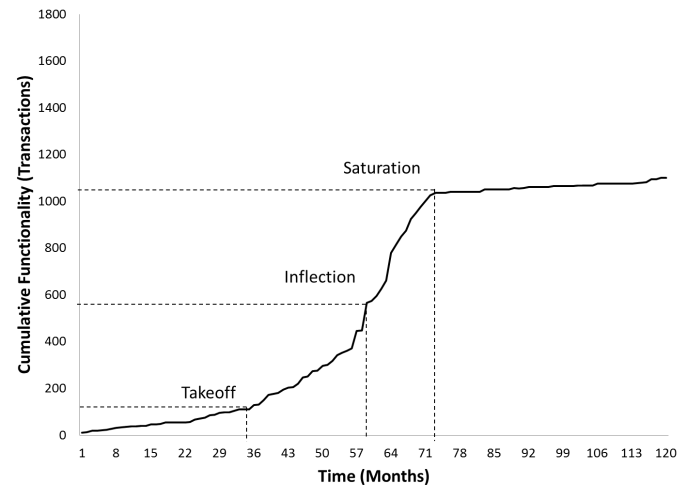 Cumulative Functionality (Transactions)
1800
1600
1400
1200
1000
800
600
400
200
0
Saturation
Inflection
Takeoff
1 8 15 22 29 36 43 50 57 64 71 78 85 92 99 106 113 120
Time (Months)